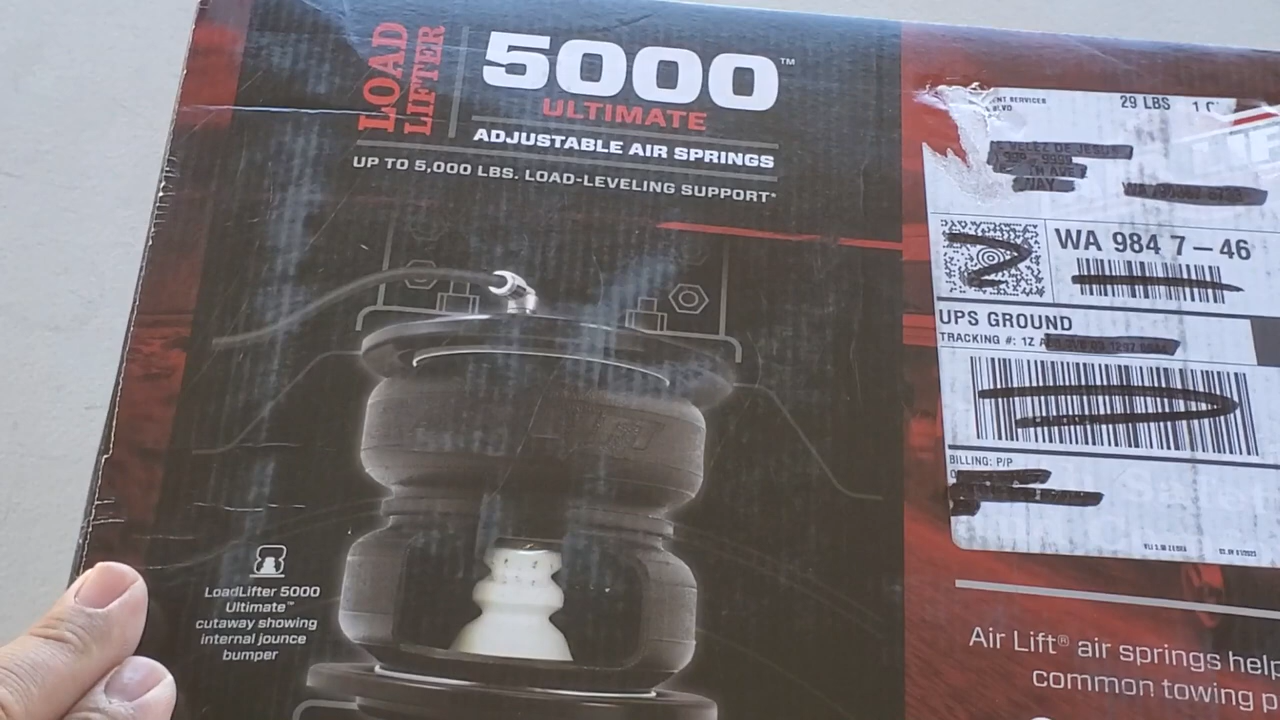 LOAD
LIFTER
5000™
ULTIMATE
ADJUSTABLE AIR SPRINGS
UP TO 5,000 LBS. LOAD-LEVELING SUPPORT*
LoadLifter 5000
Ultimate™
cutaway showing
internal jounce
bumper
29 LBS
WA 984 7-46
UPS GROUND
TRACKING #: 1Z
BILLING: P/P
Air Lift® air springs help
common towing p